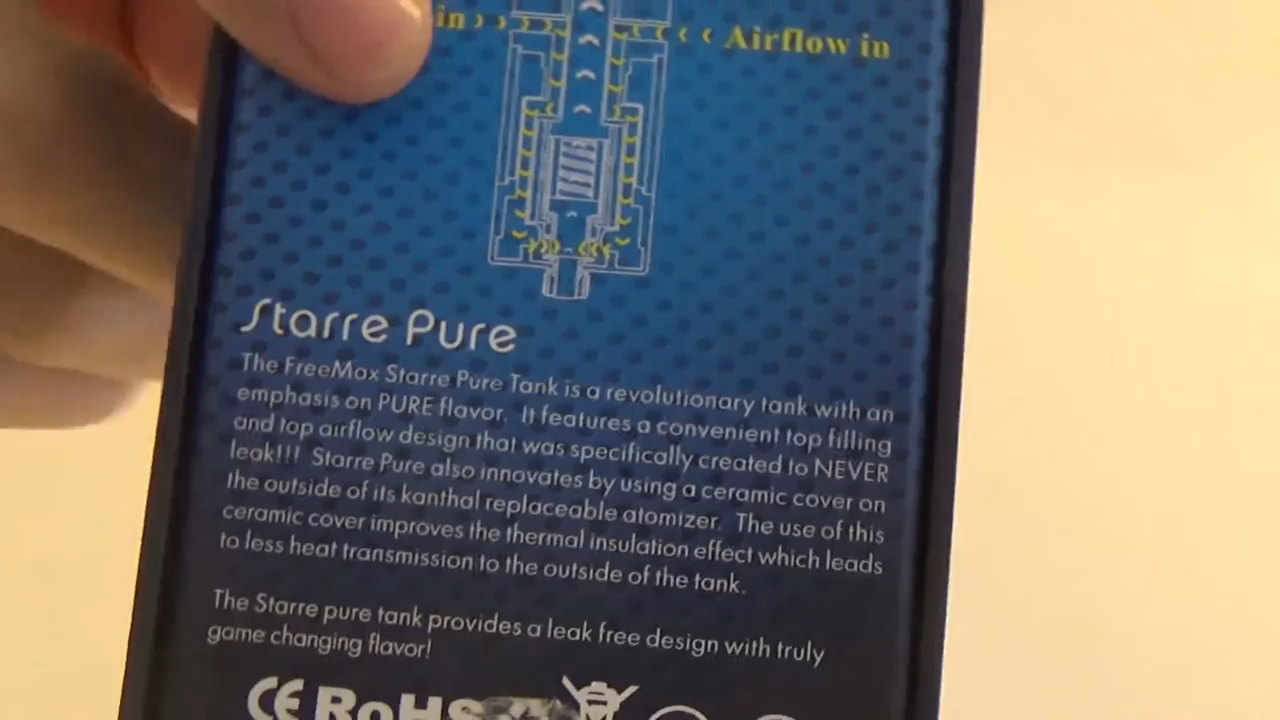 in
Airflow in
Starre Pure
The FreeMax Starre Pure Tank is a revolutionary tank with an
emphasis on PURE flavor. It features a convenient top filling
and top airflow design that was specifically created to NEVER
leak!!! Starre Pure also innovates by using a ceramic cover on
the outside of its kanthal replaceable atomizer. The use of this
ceramic cover improves the thermal insulation effect which leads
to less heat transmission to the outside of the tank.
The Starre pure tank provides a leak free design with truly
game changing flavor!
CE RoHS